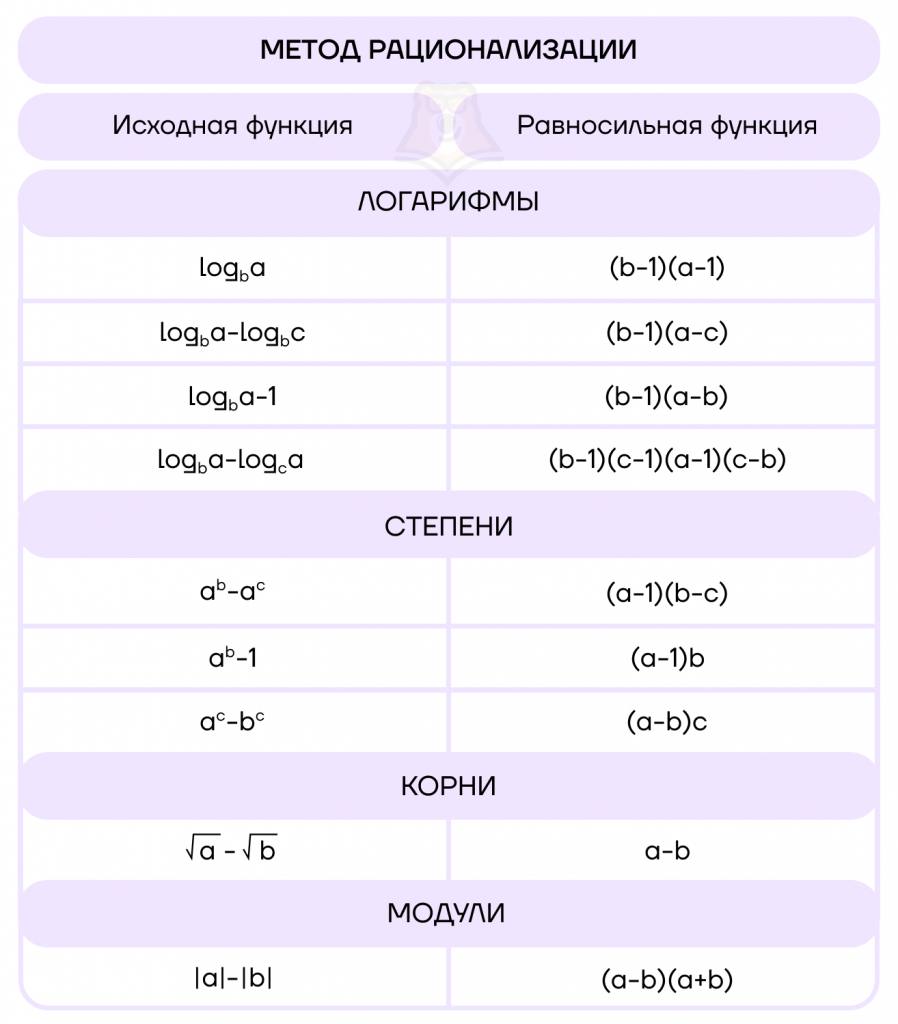 МЕТОД РАЦИОНАЛИЗАЦИИ
Исходная функция Равносильная функция
ЛОГАРИФМЫ
log_b a (b-1)(a-1)
log_b a-log_b c (b-1)(a-c)
log_b a-1 (b-1)(a-b)
log_b a-log_c a (b-1)(c-1)(a-1)(c-b)
СТЕПЕНИ
a^b-a^c (a-1)(b-c)
a^b-1 (a-1)b
a^c-b^c (a-b)c
КОРНИ
√a - √b a-b
МОДУЛИ
|a|-|b| (a-b)(a+b)